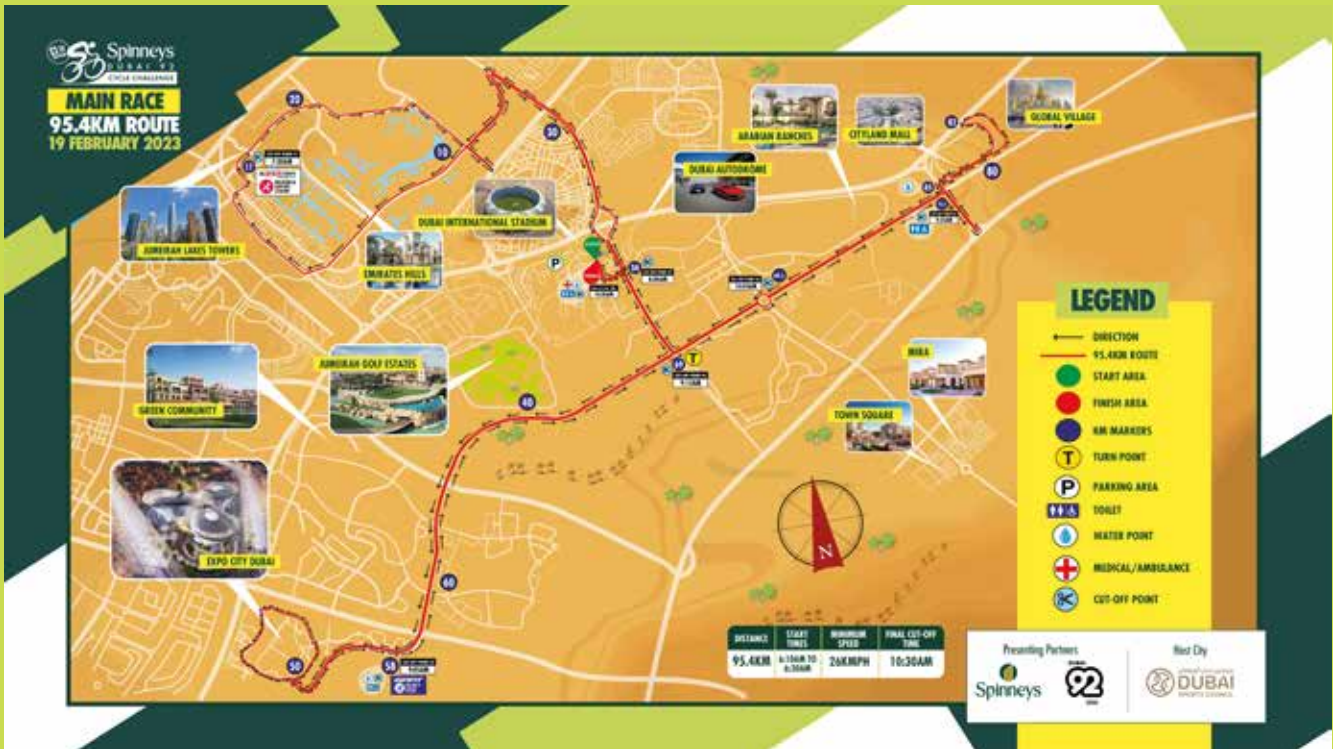 Spinneys
DUBAI 92
CYCLE CHALLENGE
MAIN RACE
95.4KM ROUTE
19 FEBRUARY 2023
20
10
30
JUMEIRAH LAKES TOWERS
EMIRATES HILLS
DUBAI INTERNATIONAL STADIUM
DUBAI AUTODROME
ARABIAN RANCHES
CITYLAND MALL
GLOBAL VILLAGE
80
P
T
GREEN COMMUNITY
JUMEIRAH GOLF ESTATES
40
MIRA
TOWN SQUARE
EXPO CITY DUBAI
60
50
58
N
LEGEND
DIRECTION
95.4KM ROUTE
START AREA
FINISH AREA
KM MARKERS
T TURN POINT
P PARKING AREA
TOILET
WATER POINT
MEDICAL/AMBULANCE
CUT-OFF POINT
DISTANCE START TIMES MINIMUM SPEED FINAL CUT-OFF TIME
95.4KM 6:10AM TO 6:30AM 26KMPH 10:30AM
Presenting Partners
Host City
Spinneys
DUBAI
92
DUBAI
SPORTS COUNCIL